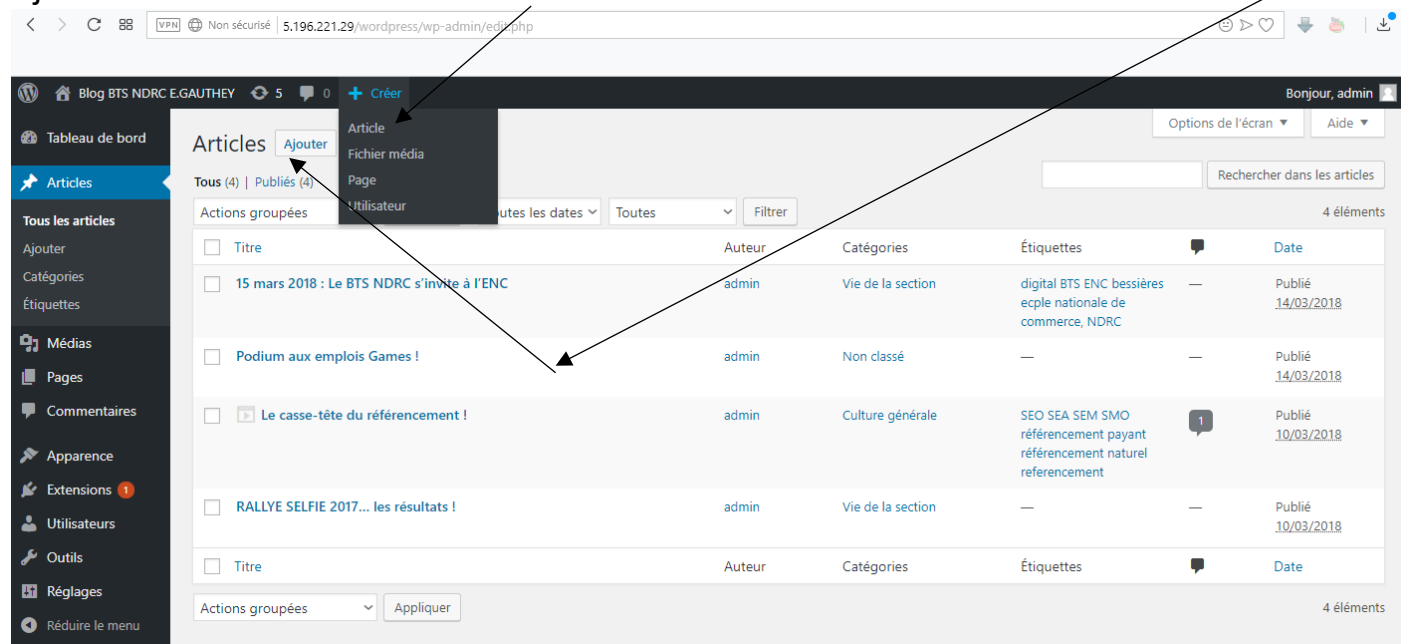 VPN Non sécurisé 5.196.221.29/wordpress/wp-admin/edit.php
Blog BTS NDRC E.GAUTHEY 5 0 + Créer Bonjour, admin
Article
Fichier média
Page
Utilisateur
Options de l'écran ▼ Aide ▼
Tableau de bord
Articles
Tous les articles
Ajouter
Catégories
Étiquettes
Médias
Pages
Commentaires
Apparence
Extensions 1
Utilisateurs
Outils
Réglages
Réduire le menu
Articles Ajouter
Tous (4) | Publiés (4)
Rechercher dans les articles
Actions groupées outes les dates Toutes Filtrer 4 éléments
Titre Auteur Catégories Étiquettes Date
15 mars 2018 : Le BTS NDRC s'invite à l'ENC admin Vie de la section digital BTS ENC bessières — Publié
ecple nationale de 14/03/2018
commerce, NDRC
Podium aux emplois Games ! admin Non classé — — Publié
14/03/2018
Le casse-tête du référencement ! admin Culture générale SEO SEA SEM SMO 1 Publié
référencement payant 10/03/2018
référencement naturel
referencement
RALLYE SELFIE 2017... les résultats ! admin Vie de la section — — Publié
10/03/2018
Titre Auteur Catégories Étiquettes Date
Actions groupées Appliquer 4 éléments